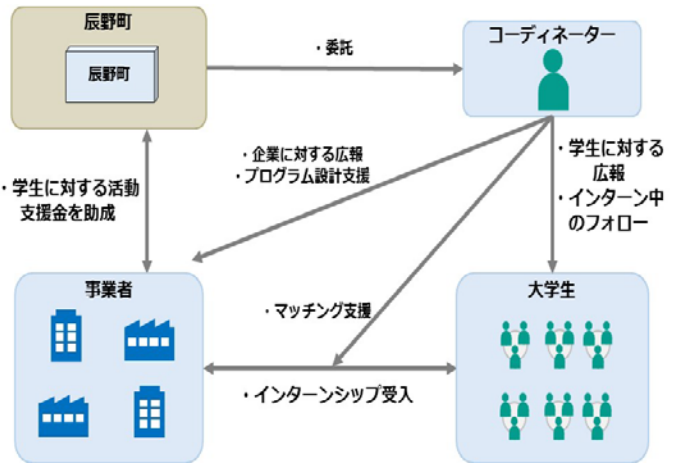 辰野町
辰野町
・委託
コーディネーター
・企業に対する広報
・プログラム設計支援
・学生に対する
広報
・インターン中
のフォロー
・学生に対する活動
支援金を助成
事業者
・マッチング支援
大学生
・インターンシップ受入